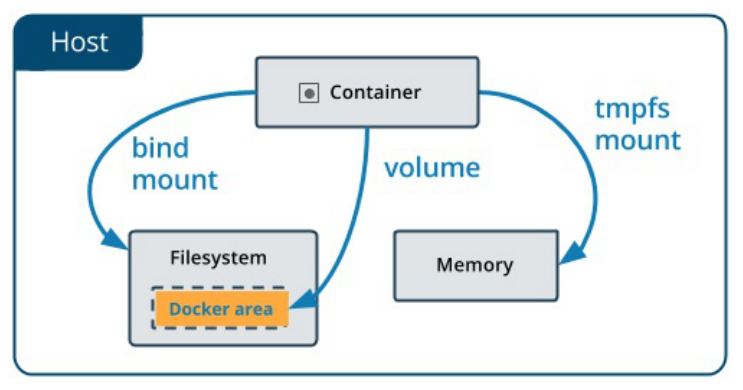 Host
Container
bind
mount
volume
tmpfs
mount
Filesystem
Docker area
Memory